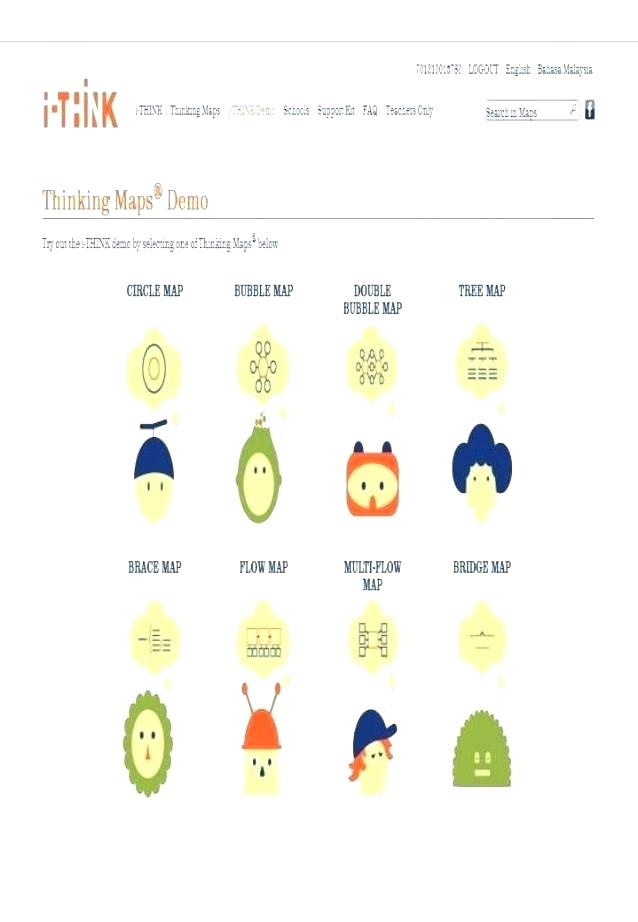 LOGOUT English Bahasa Malaysia
i-THINK
i-THINK Thinking Maps i-THINK Demo Schools Support Kit FAQ Teachers Only
Search in Maps
f
Thinking Maps® Demo
Try out the i-THINK demo by selecting one of Thinking Maps® below
CIRCLE MAP
BUBBLE MAP
DOUBLE
BUBBLE MAP
TREE MAP
BRACE MAP
FLOW MAP
MULTI-FLOW
MAP
BRIDGE MAP